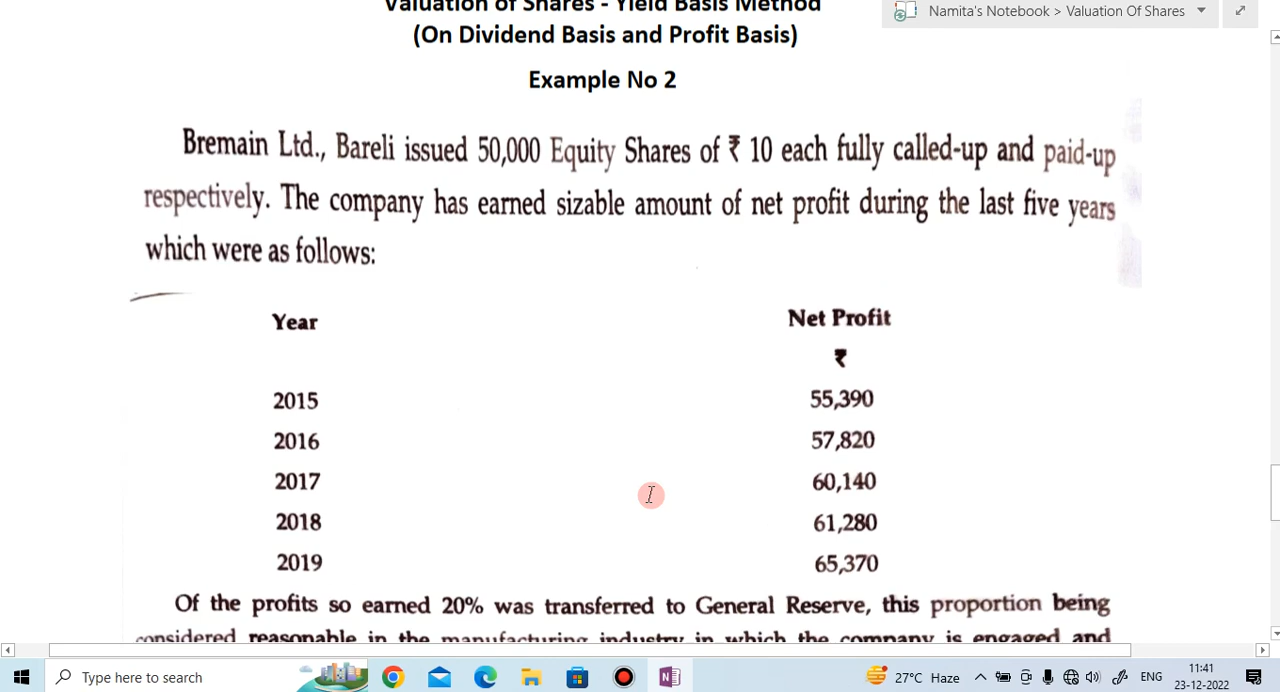 Valuation of Shares - Yield Basis Method
(On Dividend Basis and Profit Basis)
Namita's Notebook > Valuation Of Shares
Example No 2
Bremain Ltd., Bareli issued 50,000 Equity Shares of ₹ 10 each fully called-up and paid-up
respectively. The company has earned sizable amount of net profit during the last five years
which were as follows:
Year Net Profit
₹
2015 55,390
2016 57,820
2017 60,140
2018 61,280
2019 65,370
Of the profits so earned 20% was transferred to General Reserve, this proportion being
considered reasonable in the manufacturing industry in which the company is engaged and
Type here to search
27°C Haze
ENG
11:41
23-12-2022